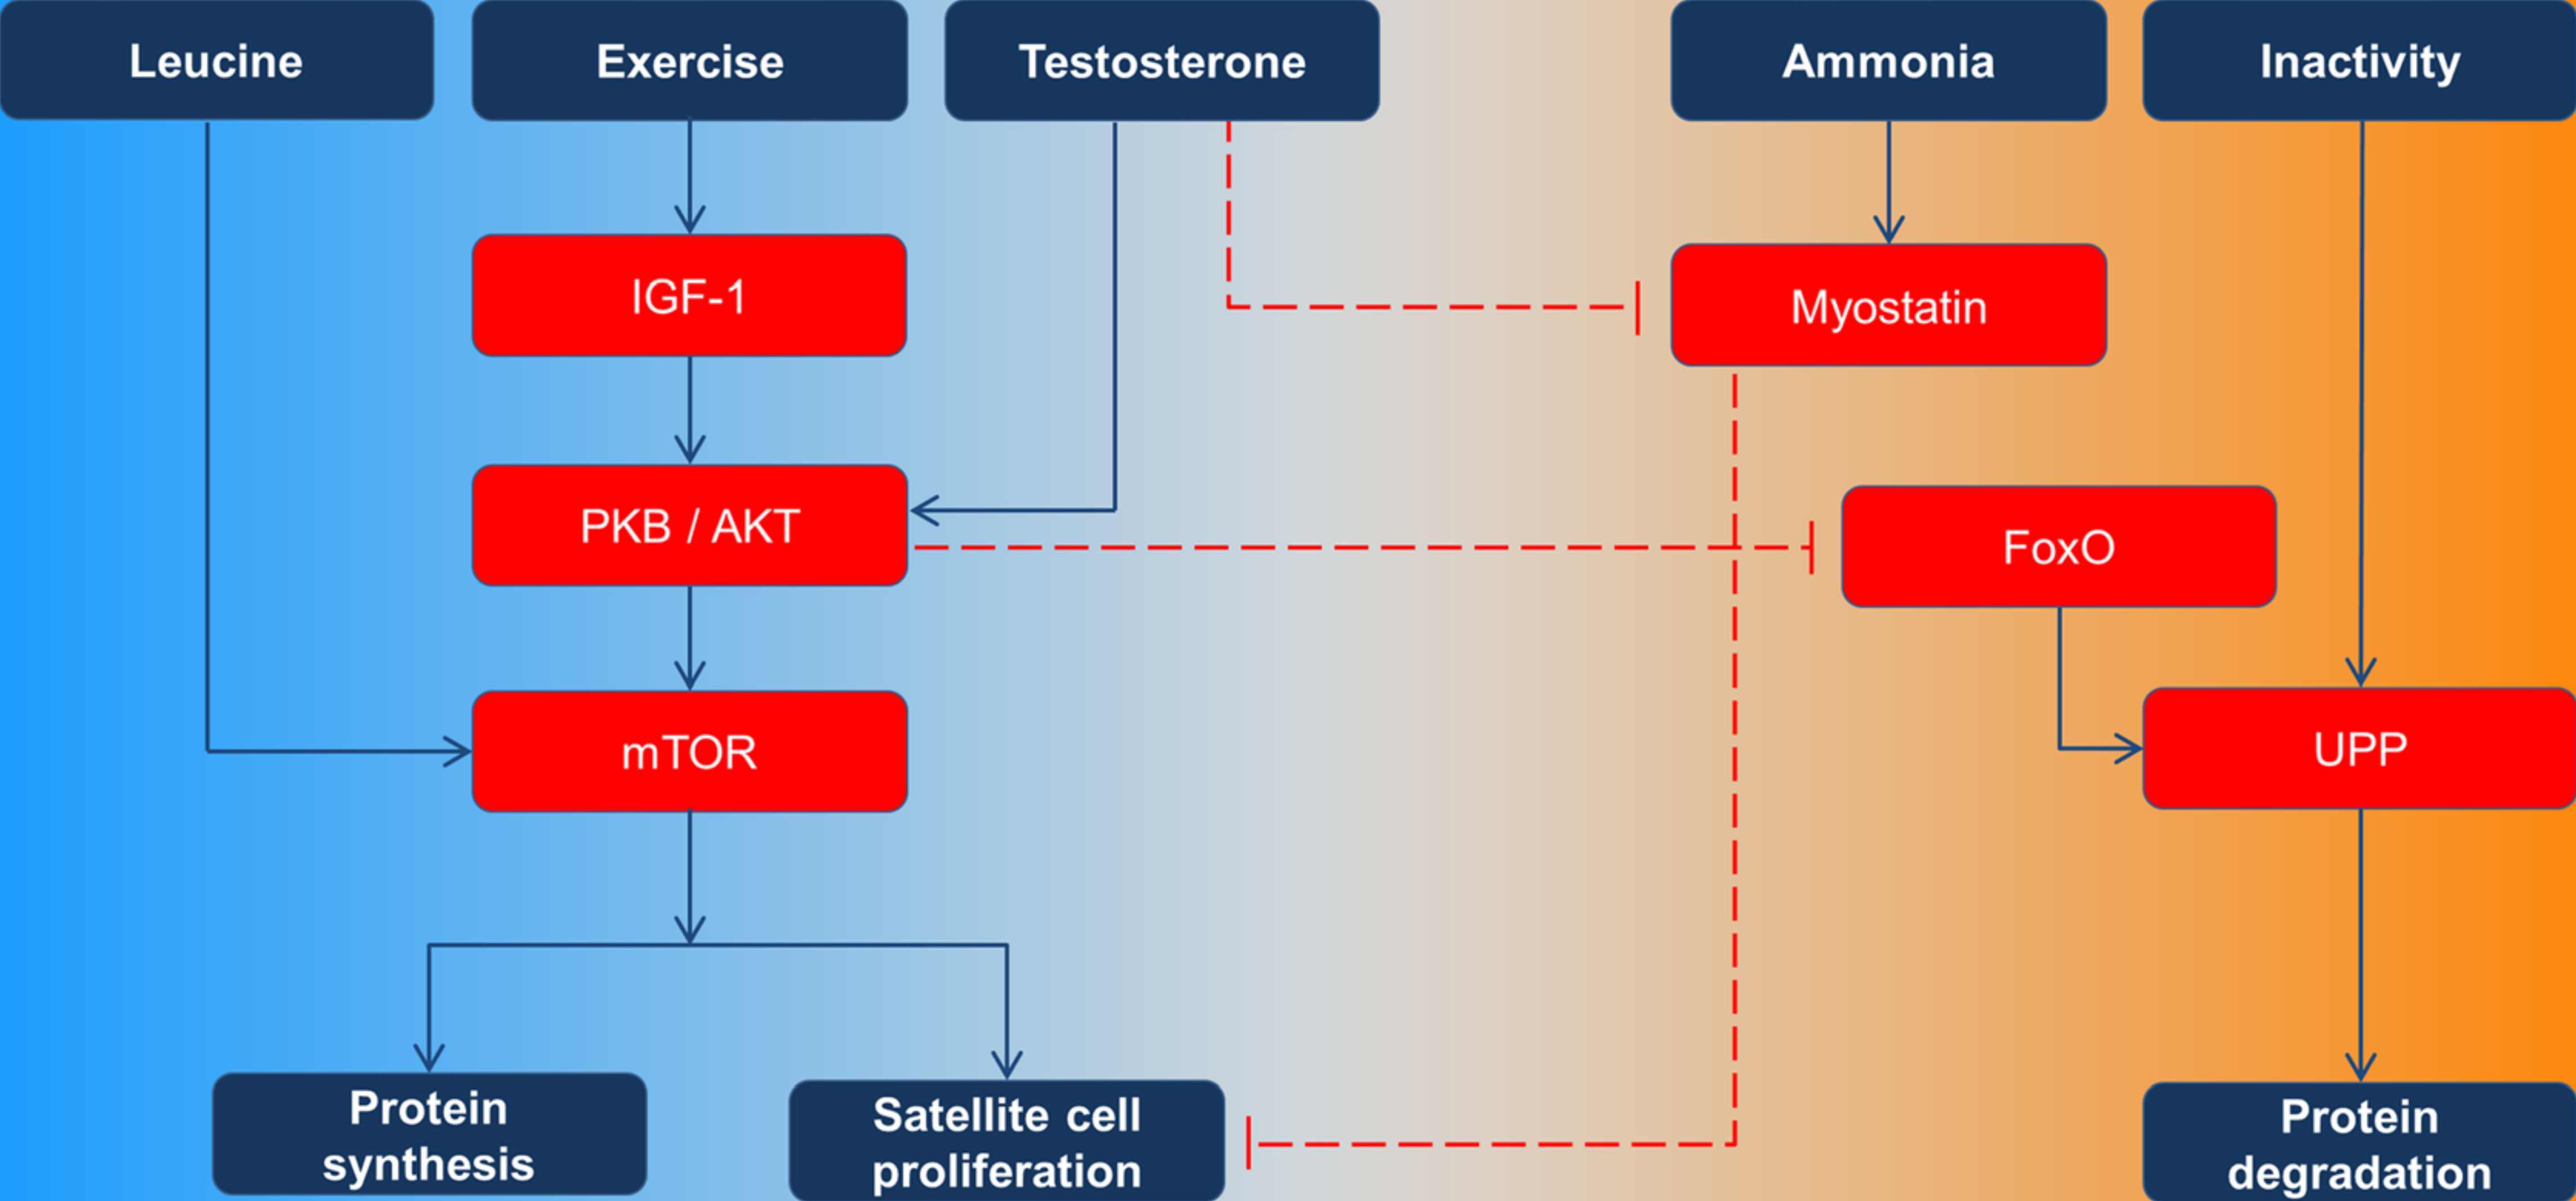 Leucine
Exercise
Testosterone
Ammonia
Inactivity
IGF-1
Myostatin
PKB / AKT
FoxO
mTOR
UPP
Protein
synthesis
Satellite cell
proliferation
Protein
degradation